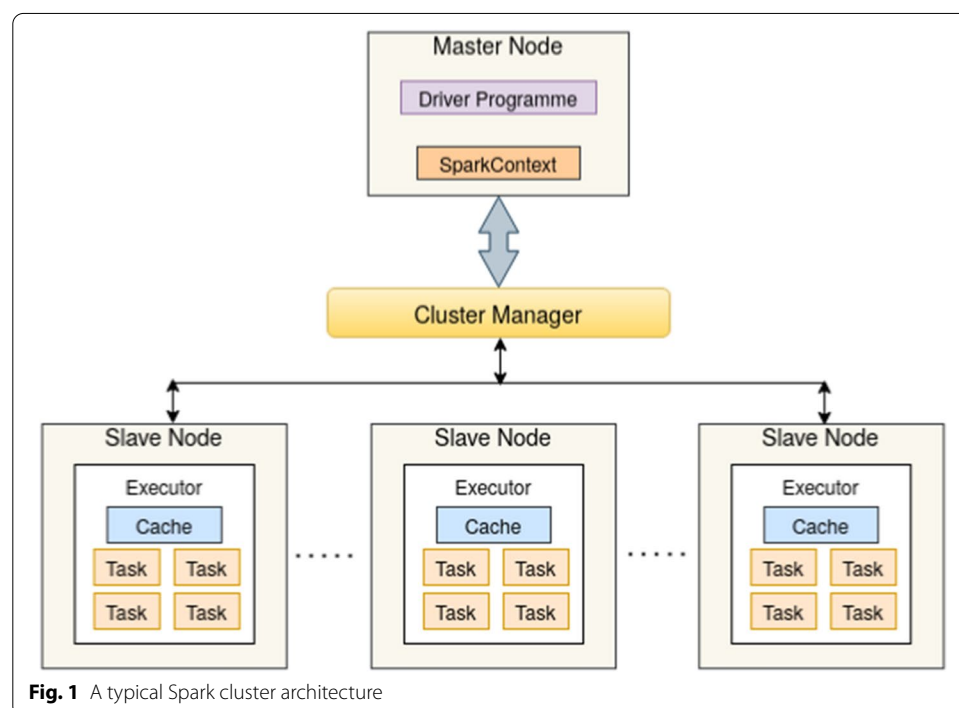 Master Node
Driver Programme
SparkContext
Cluster Manager
Slave Node Slave Node Slave Node
Executor Executor Executor
Cache Cache Cache
Task Task Task Task Task Task
Task Task Task Task Task Task
Fig. 1 A typical Spark cluster architecture